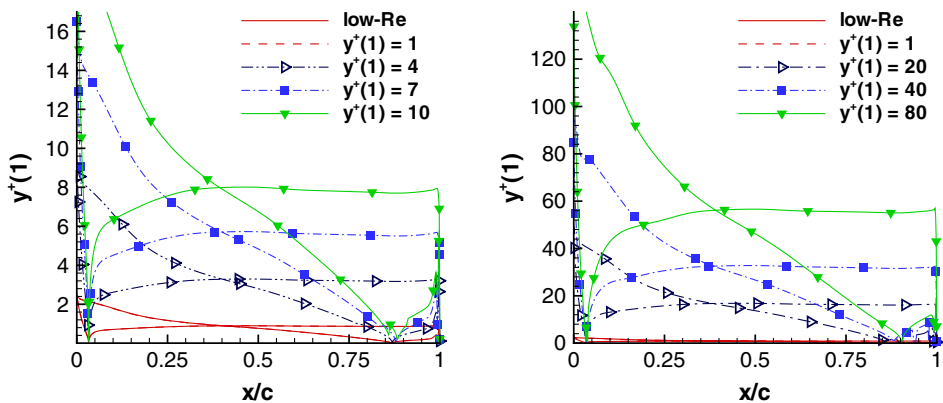 low-Re
y⁺(1) = 1
y⁺(1) = 4
y⁺(1) = 7
y⁺(1) = 10
16
14
12
10
8
6
4
2
y⁺(1)
0
0.25
0.5
0.75
1
x/c
low-Re
y⁺(1) = 1
y⁺(1) = 20
y⁺(1) = 40
y⁺(1) = 80
120
100
80
60
40
20
0
y⁺(1)
0
0.25
0.5
0.75
1
x/c